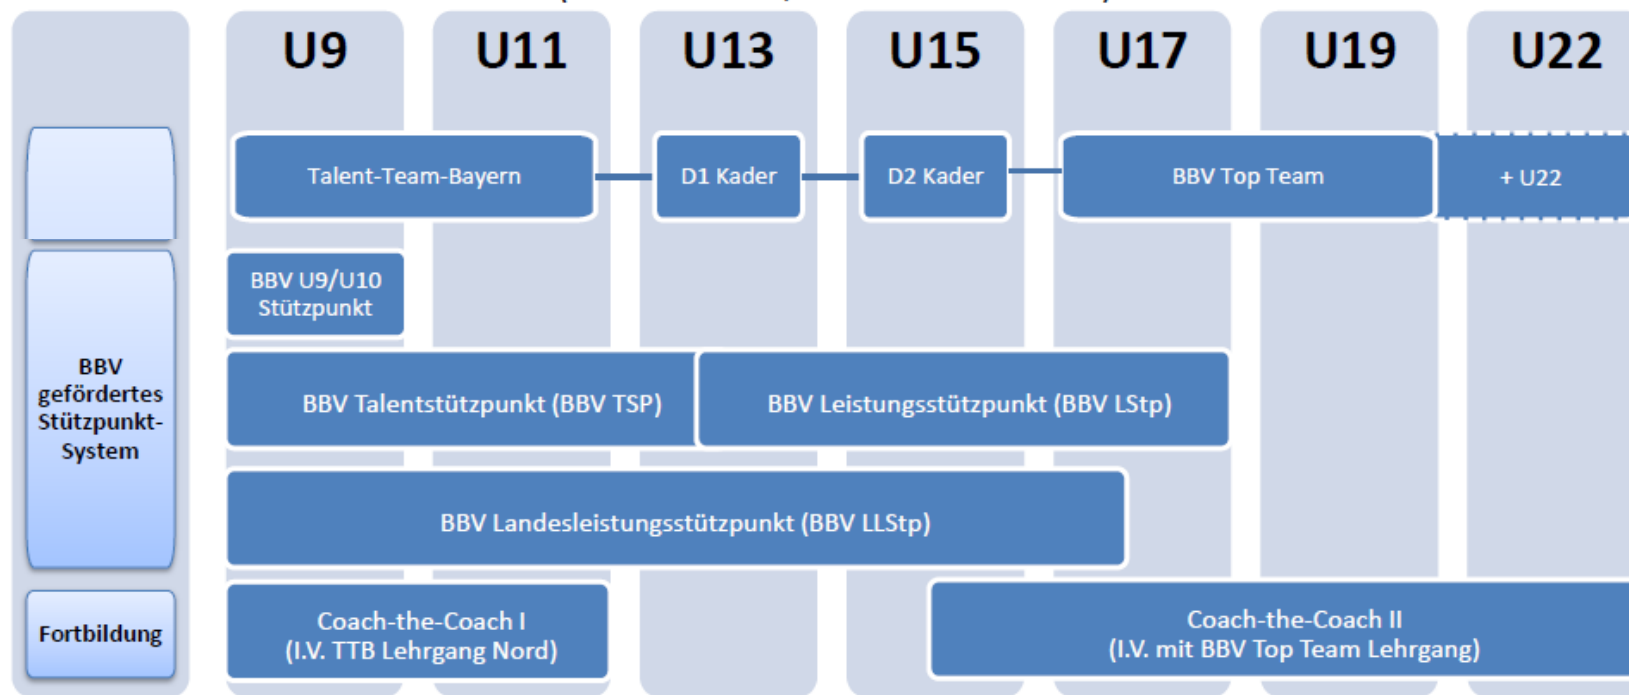 U9 U11 U13 U15 U17 U19 U22
Talent-Team-Bayern D1 Kader D2 Kader BBV Top Team + U22
BBV U9/U10
Stützpunkt
BBV
gefördertes
Stützpunkt-
System
BBV Talentstützpunkt (BBV TSP) BBV Leistungsstützpunkt (BBV LStp)
BBV Landesleistungsstützpunkt (BBV LLStp)
Fortbildung
Coach-the-Coach I
(I.V. TTB Lehrgang Nord)
Coach-the-Coach II
(I.V. mit BBV Top Team Lehrgang)